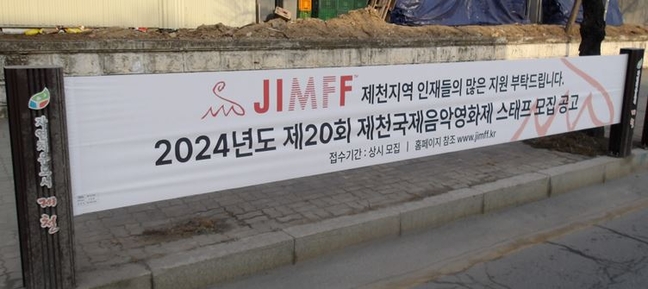 JIMFF™ 제천지역 인재들의 많은 지원 부탁드립니다.
2024년도 제20회 제천국제음악영화제 스태프 모집 공고
접수기간 : 상시 모집 | 홈페이지 참조 www.jimff.kr
제천